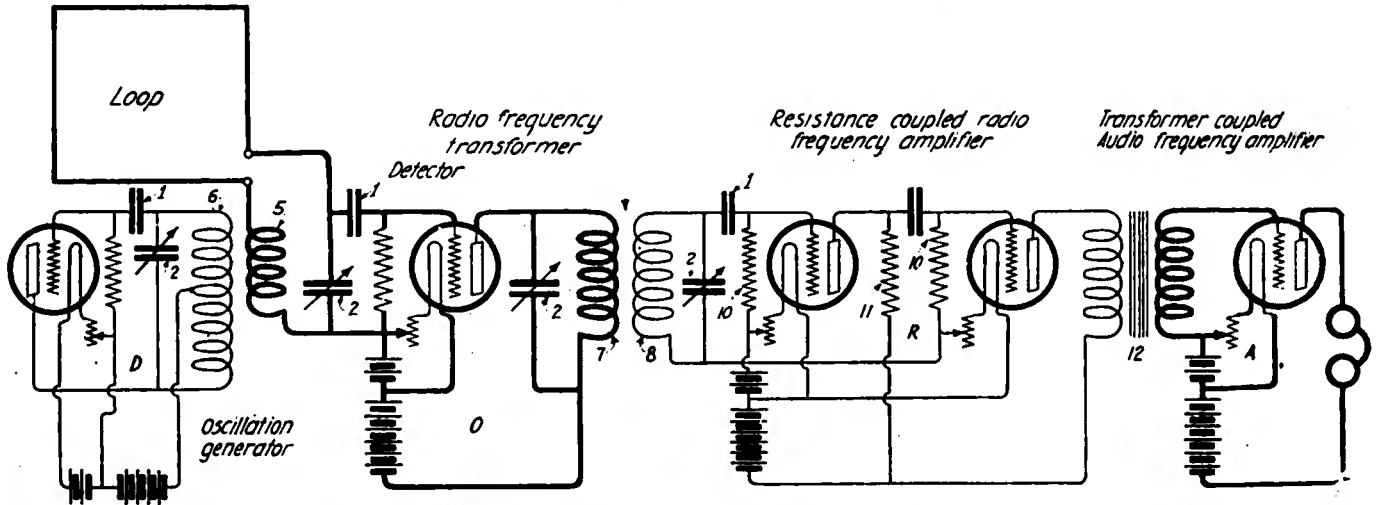 Loop
Radio frequency
transformer
Detector
Resistance coupled radio
frequency amplifier
Transformer coupled
Audio frequency amplifier
1
6
5
1
1
2
2
2
2
10
11
10
D
R
A
7
8
12
O
Oscillation
generator